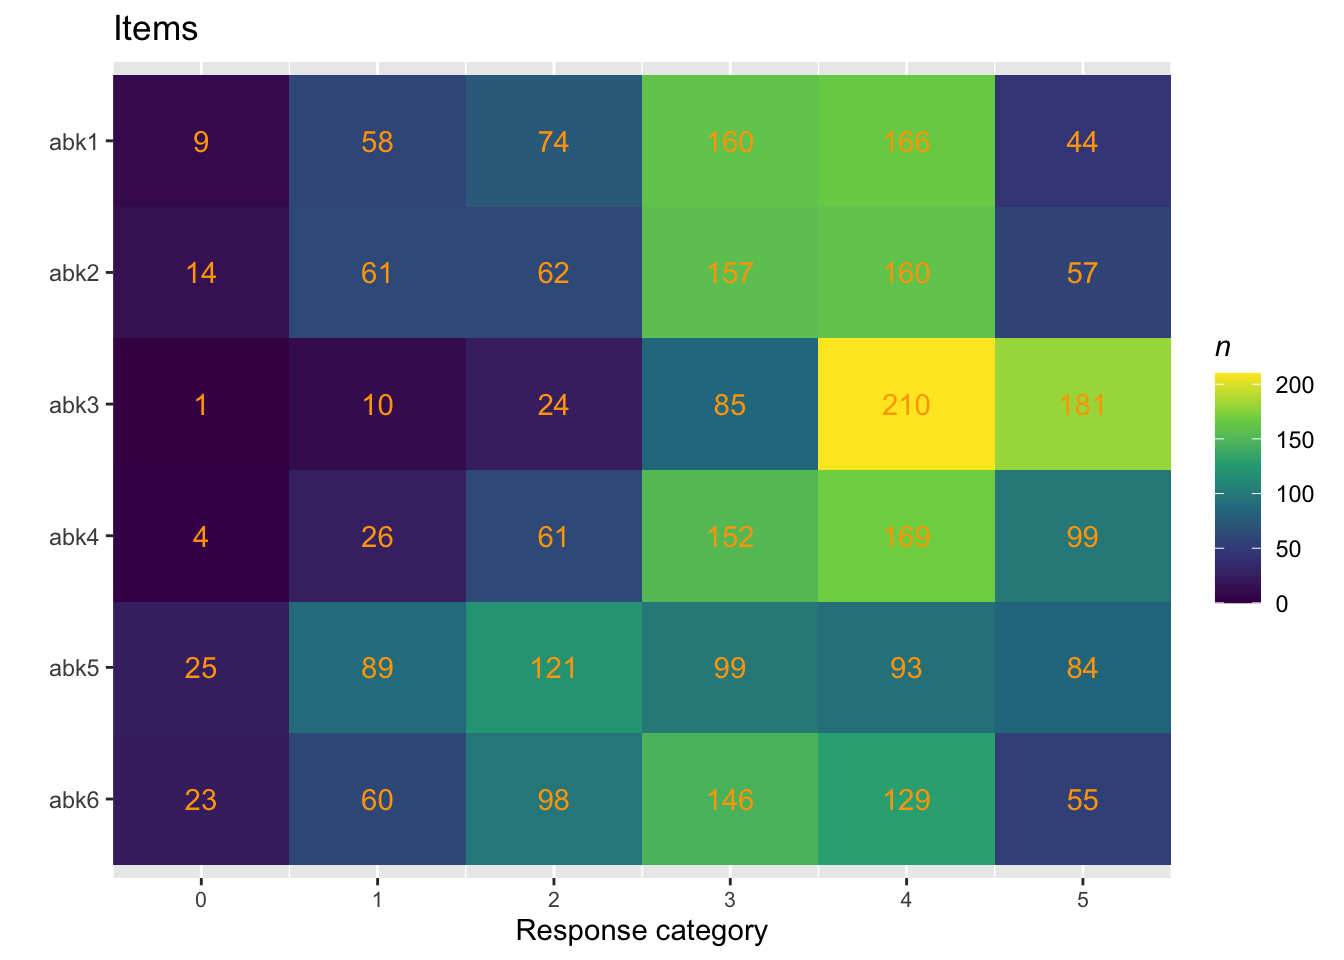 Items
abk1 9 58 74 160 166 44
abk2 14 61 62 157 160 57
abk3 1 10 24 85 210 181
abk4 4 26 61 152 169 99
abk5 25 89 121 99 93 84
abk6 23 60 98 146 129 55
0 1 2 3 4 5
Response category
n
200
150
100
50
0